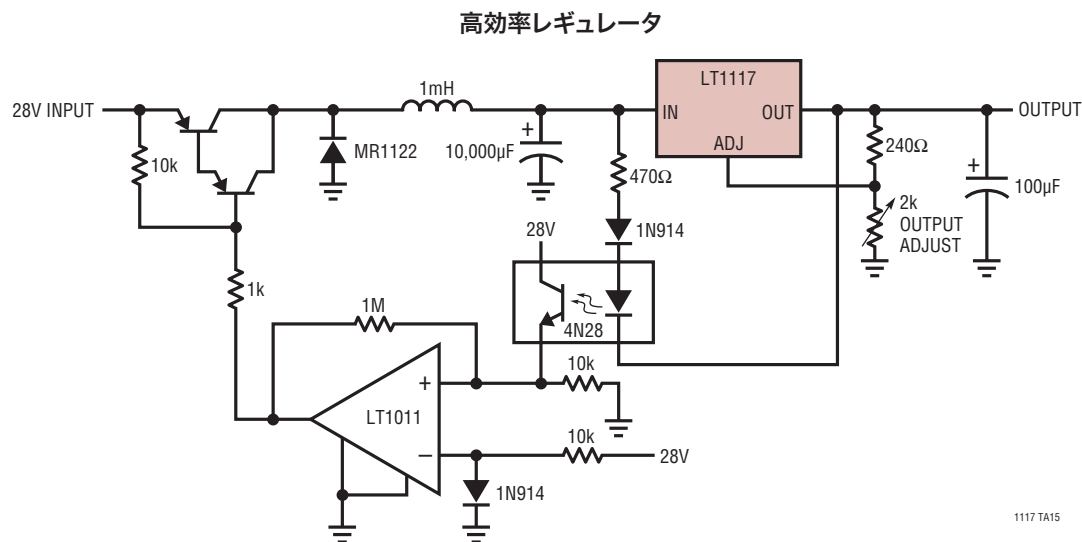 高効率レギュレータ
28V INPUT
10k
1k
MR1122
1mH
10,000µF
+
470Ω
1N914
28V
4N28
LT1117
IN
OUT
ADJ
240Ω
2k
OUTPUT
ADJUST
+
100µF
OUTPUT
1M
LT1011
+
–
10k
10k
28V
1N914
1117 TA15